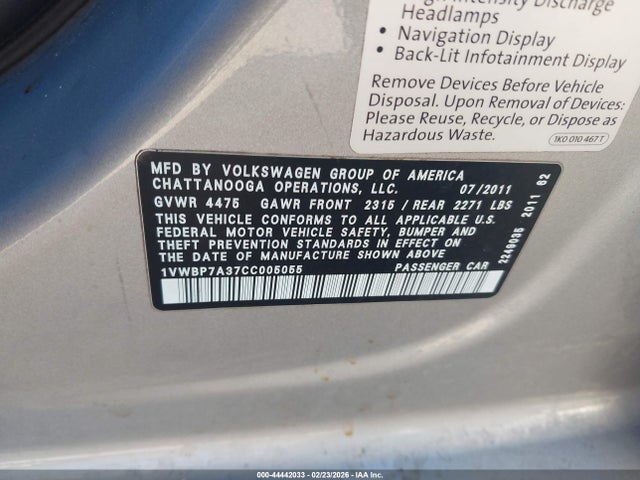 High Intensity Discharge
Headlamps
• Navigation Display
• Back-Lit Infotainment Display
Remove Devices Before Vehicle
Disposal. Upon Removal of Devices:
Please Reuse, Recycle, or Dispose as
Hazardous Waste.
1K0 010 467 T
MFD BY VOLKSWAGEN GROUP OF AMERICA
CHATTANOOGA OPERATIONS, LLC. 07/2011
GVWR 4475 GAWR FRONT 2315 / REAR 2271 LBS
THIS VEHICLE CONFORMS TO ALL APPLICABLE U.S.
FEDERAL MOTOR VEHICLE SAFETY, BUMPER AND
THEFT PREVENTION STANDARDS IN EFFECT ON
THE DATE OF MANUFACTURE SHOWN ABOVE
1VWBP7A37CC005055 PASSENGER CAR
2249035 2011 62
000-44442033 - 02/23/2026 - IAA Inc.